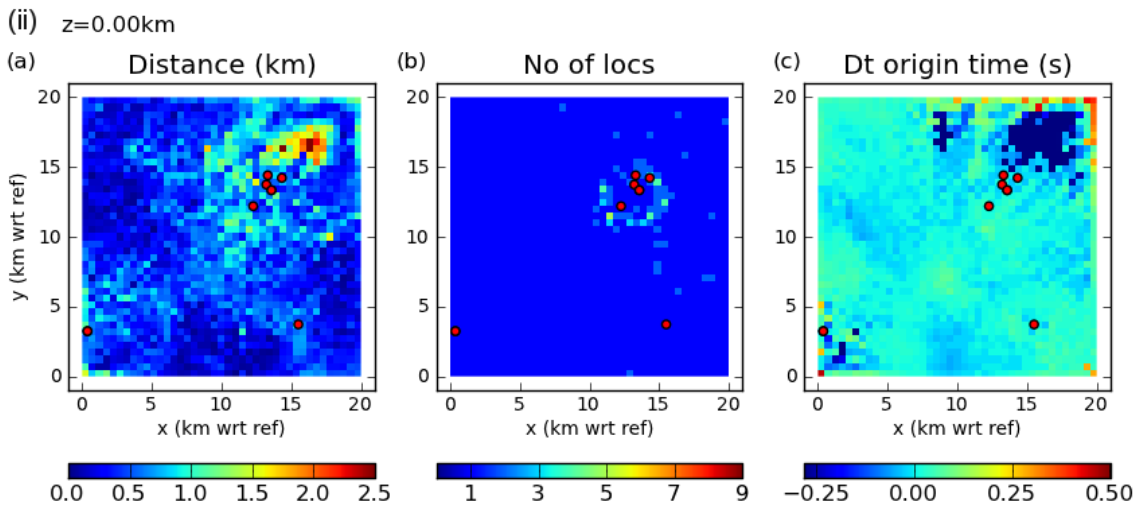 (ii) z=0.00km
(a) Distance (km)
(b) No of locs
(c) Dt origin time (s)
20
15
10
5
0
y (km wrt ref)
0 5 10 15 20
x (km wrt ref)
0.0 0.5 1.0 1.5 2.0 2.5
20
15
10
5
0
0 5 10 15 20
x (km wrt ref)
1 3 5 7 9
20
15
10
5
0
0 5 10 15 20
x (km wrt ref)
−0.25 0.00 0.25 0.50